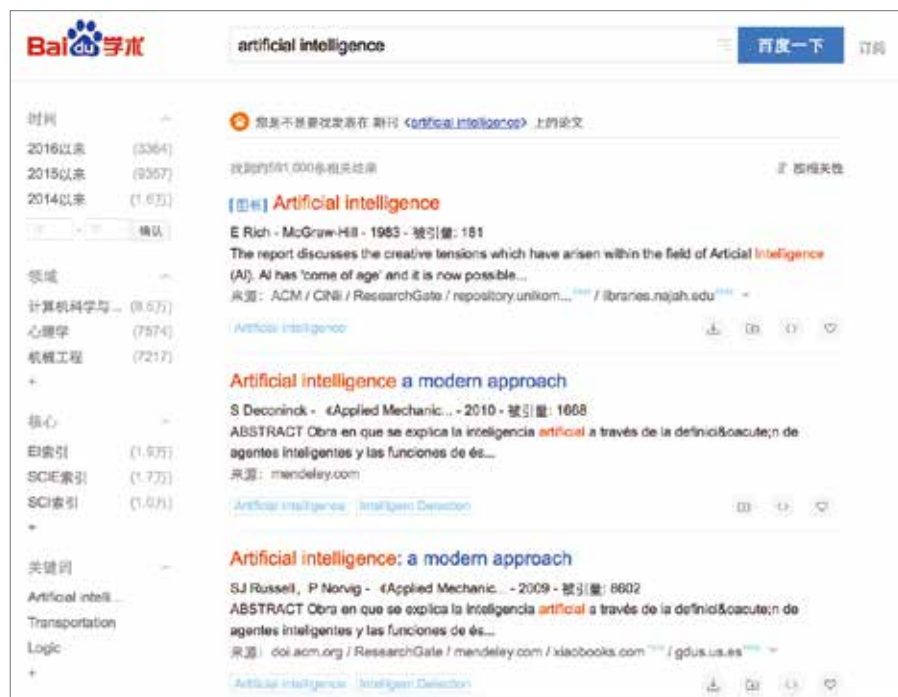 Bai du 学术
artificial intelligence
百度一下
订阅
时间
2016以来 (3364)
2015以来 (9357)
2014以来 (1.6万)
- 确认
领域
计算机科学与... (8.6万)
心理学 (7574)
机械工程 (7217)
+
核心
EI索引 (1.9万)
SCIE索引 (1.7万)
SCI索引 (1.0万)
+
关键词
Artificial intelli...
Transportation
Logic
+
您是不是要找发表在 期刊 《artificial intelligence》 上的论文
找到约591,000条相关结果
按相关性
[图书] Artificial intelligence
E Rich - McGraw-Hill - 1983 - 被引量: 181
The report discusses the creative tensions which have arisen within the field of Articial Intelligence
(AI). AI has 'come of age' and it is now possible...
来源: ACM / CiNii / ResearchGate / repository.unikom... / libraries.najah.edu
Artificial intelligence
Artificial intelligence a modern approach
S Deconinck - 《Applied Mechanic... - 2010 - 被引量: 1668
ABSTRACT Obra en que se explica la inteligencia artificial a través de la definici&oacute;n de
agentes inteligentes y las funciones de és...
来源: mendeley.com
Artificial intelligence Intelligent Detection
Artificial intelligence: a modern approach
SJ Russell, P Norvig - 《Applied Mechanic... - 2009 - 被引量: 8602
ABSTRACT Obra en que se explica la inteligencia artificial a través de la definici&oacute;n de
agentes inteligentes y las funciones de és...
来源: doi.acm.org / ResearchGate / mendeley.com / xiaobooks.com / gdus.us.es
Artificial intelligence Intelligent Detection